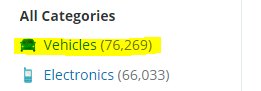 All Categories
Vehicles (76,269)
Electronics (66,033)